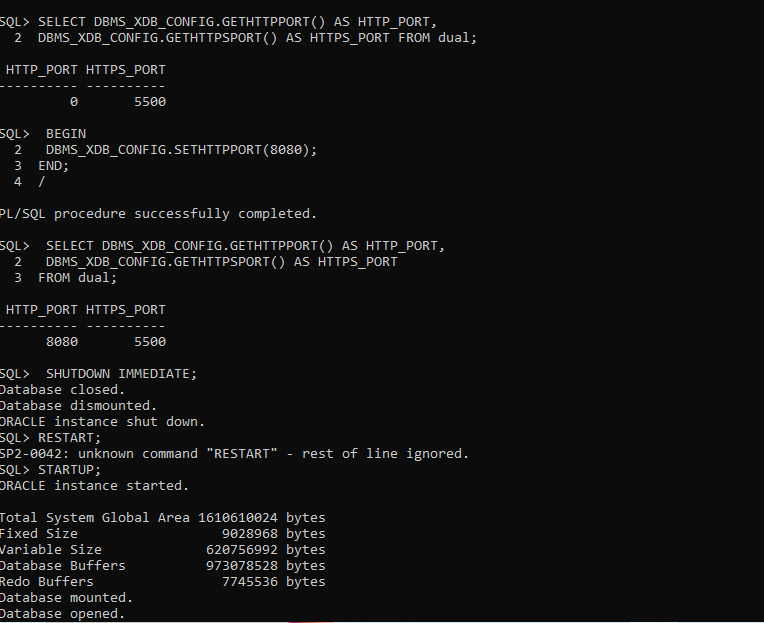 SQL> SELECT DBMS_XDB_CONFIG.GETHTTPPORT() AS HTTP_PORT,
  2  DBMS_XDB_CONFIG.GETHTTPSPORT() AS HTTPS_PORT FROM dual;
 HTTP_PORT HTTPS_PORT
---------- ----------
         0       5500
SQL>  BEGIN
  2   DBMS_XDB_CONFIG.SETHTTPPORT(8080);
  3  END;
  4  /
PL/SQL procedure successfully completed.
SQL>  SELECT DBMS_XDB_CONFIG.GETHTTPPORT() AS HTTP_PORT,
  2   DBMS_XDB_CONFIG.GETHTTPSPORT() AS HTTPS_PORT
  3  FROM dual;
 HTTP_PORT HTTPS_PORT
---------- ----------
      8080       5500
SQL>  SHUTDOWN IMMEDIATE;
Database closed.
Database dismounted.
ORACLE instance shut down.
SQL> RESTART;
SP2-0042: unknown command "RESTART" - rest of line ignored.
SQL> STARTUP;
ORACLE instance started.
Total System Global Area 1610610024 bytes
Fixed Size                  9028968 bytes
Variable Size             620756992 bytes
Database Buffers          973078528 bytes
Redo Buffers                7745536 bytes
Database mounted.
Database opened.